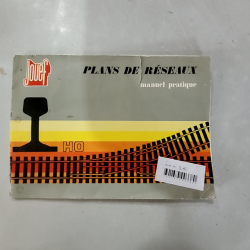 Jouef
PLANS DE RÉSEAUX
manuel pratique
HO